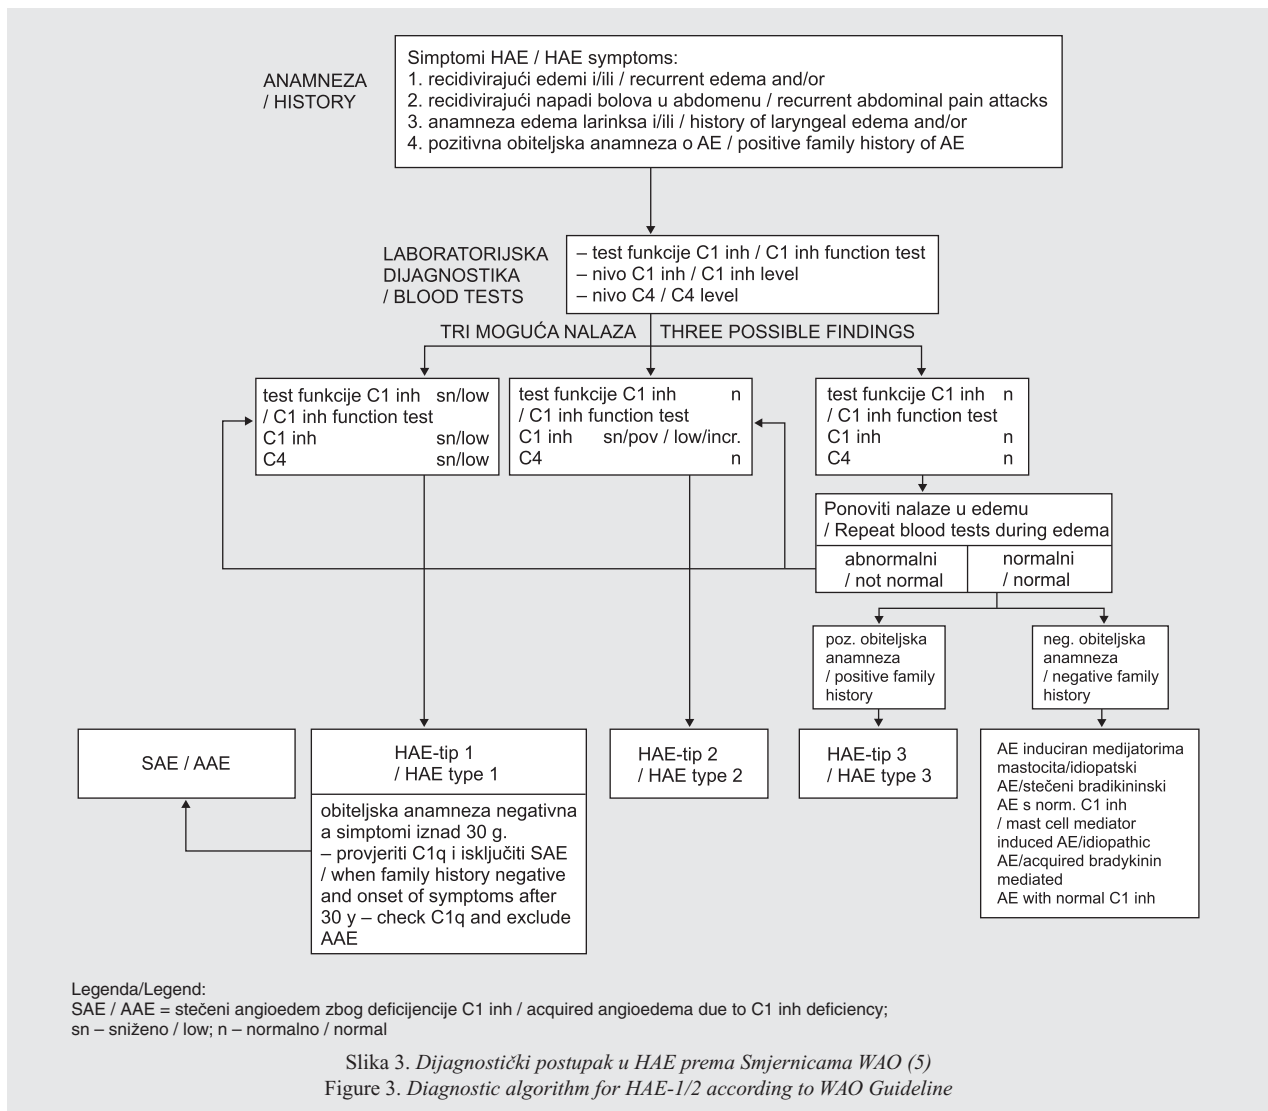 ANAMNEZA
/ HISTORY
Simptomi HAE / HAE symptoms:
1. recidivirajući edemi i/ili / recurrent edema and/or
2. recidivirajući napadi bolova u abdomenu / recurrent abdominal pain attacks
3. anamneza edema larinksa i/ili / history of laryngeal edema and/or
4. pozitivna obiteljska anamneza o AE / positive family history of AE
LABORATORIJSKA
DIJAGNOSTIKA
/ BLOOD TESTS
– test funkcije C1 inh / C1 inh function test
– nivo C1 inh / C1 inh level
– nivo C4 / C4 level
TRI MOGUĆA NALAZA THREE POSSIBLE FINDINGS
test funkcije C1 inh sn/low
/ C1 inh function test
C1 inh sn/low
C4 sn/low
test funkcije C1 inh n
/ C1 inh function test
C1 inh sn/pov / low/incr.
C4 n
test funkcije C1 inh n
/ C1 inh function test
C1 inh n
C4 n
Ponoviti nalaze u edemu
/ Repeat blood tests during edema
abnormalni
/ not normal
normalni
/ normal
poz. obiteljska
anamneza
/ positive family
history
neg. obiteljska
anamneza
/ negative family
history
SAE / AAE
HAE-tip 1
/ HAE type 1
obiteljska anamneza negativna
a simptomi iznad 30 g.
– provjeriti C1q i isključiti SAE
/ when family history negative
and onset of symptoms after
30 y – check C1q and exclude
AAE
HAE-tip 2
/ HAE type 2
HAE-tip 3
/ HAE type 3
AE induciran medijatorima
mastocita/idiopatski
AE/stečeni bradikininski
AE s norm. C1 inh
/ mast cell mediator
induced AE/idiopathic
AE/acquired bradykinin
mediated
AE with normal C1 inh
Legenda/Legend:
SAE / AAE = stečeni angioedem zbog deficijencije C1 inh / acquired angioedema due to C1 inh deficiency;
sn – sniženo / low; n – normalno / normal
Slika 3. Dijagnostički postupak u HAE prema Smjernicama WAO (5)
Figure 3. Diagnostic algorithm for HAE-1/2 according to WAO Guideline